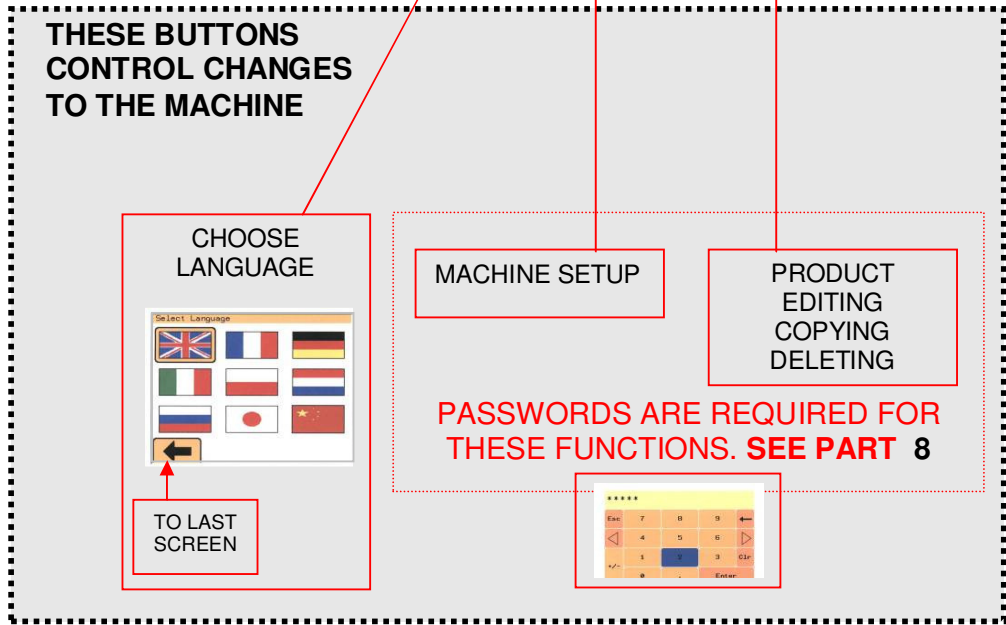 THESE BUTTONS
CONTROL CHANGES
TO THE MACHINE
CHOOSE
LANGUAGE
Select Language
TO LAST
SCREEN
MACHINE SETUP
PRODUCT
EDITING
COPYING
DELETING
PASSWORDS ARE REQUIRED FOR
THESE FUNCTIONS. SEE PART 8
*****
Esc 7 8 9
4 5 6
+/- 1 2 3 Clr
0 . Enter